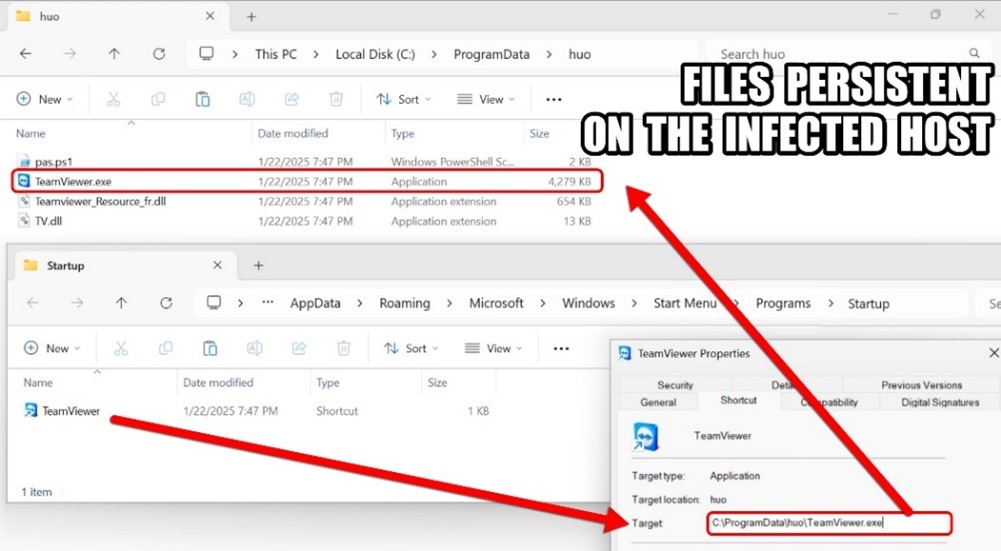 huo
This PC > Local Disk (C:) > ProgramData > huo
Search huo
FILES PERSISTENT
ON THE INFECTED HOST
New
Sort
View
Name Date modified Type Size
pas.ps1 1/22/2025 7:47 PM Windows PowerShell Sc... 2 KB
TeamViewer.exe 1/22/2025 7:47 PM Application 4,279 KB
Teamviewer_Resource_fr.dll 1/22/2025 7:47 PM Application extension 654 KB
TV.dll 1/22/2025 7:47 PM Application extension 13 KB
Startup
... AppData > Roaming > Microsoft > Windows > Start Menu > Programs > Startup
New
Sort
View
Name Date modified Type Size
TeamViewer 1/22/2025 7:47 PM Shortcut 1 KB
1 item
TeamViewer Properties
Security Previous Versions
General Shortcut Compatibility Digital Signatures
TeamViewer
Target type: Application
Target location: huo
Target C:\ProgramData\huo\TeamViewer.exe